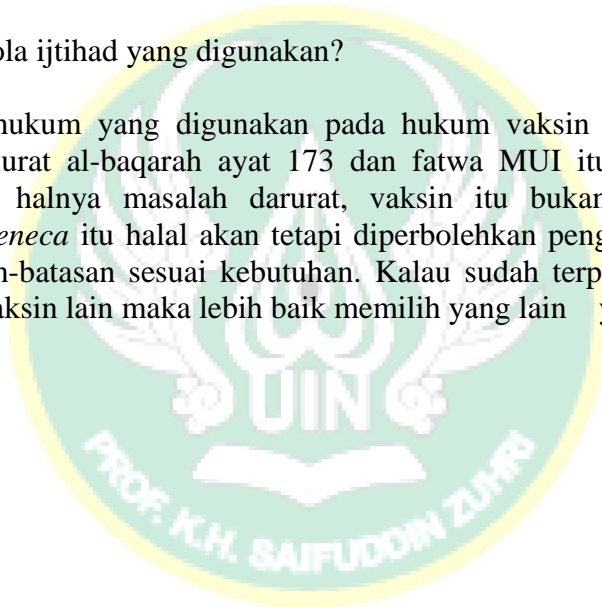 ola ijtihad yang digunakan?
hukum yang digunakan pada hukum vaksin
urat al-baqarah ayat 173 dan fatwa MUI itu
halnya masalah darurat, vaksin itu bukan
eneca itu halal akan tetapi diperbolehkan peng
n-batasan sesuai kebutuhan. Kalau sudah terp
aksin lain maka lebih baik memilih yang lain y
UIN
PROF. K.H. SAIFUDDIN ZUHRI